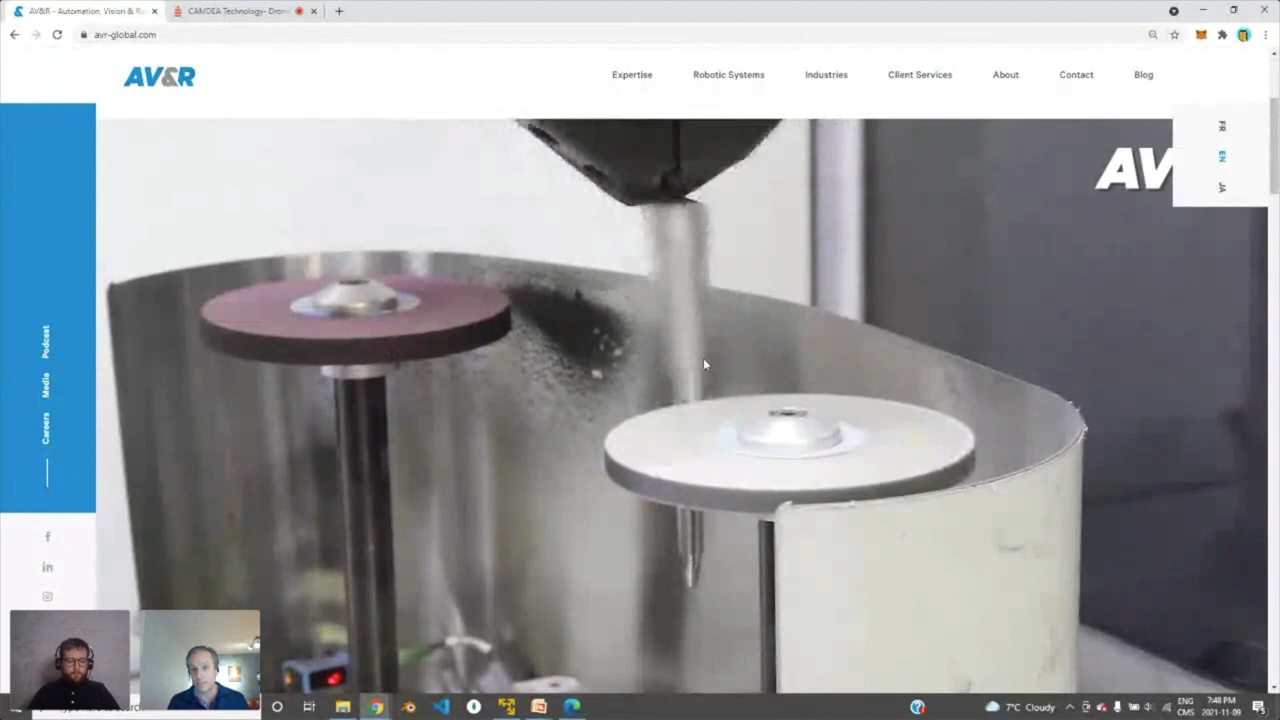 AV&R - Automation, Vision & R
CAMDEA Technology- Dron
avr-global.com
AV&R
Expertise
Robotic Systems
Industries
Client Services
About
Contact
Blog
FR
EN
JA
AV
Podcast
Media
Careers
7°C Cloudy
ENG
CMS
7:48 PM
2021-11-09